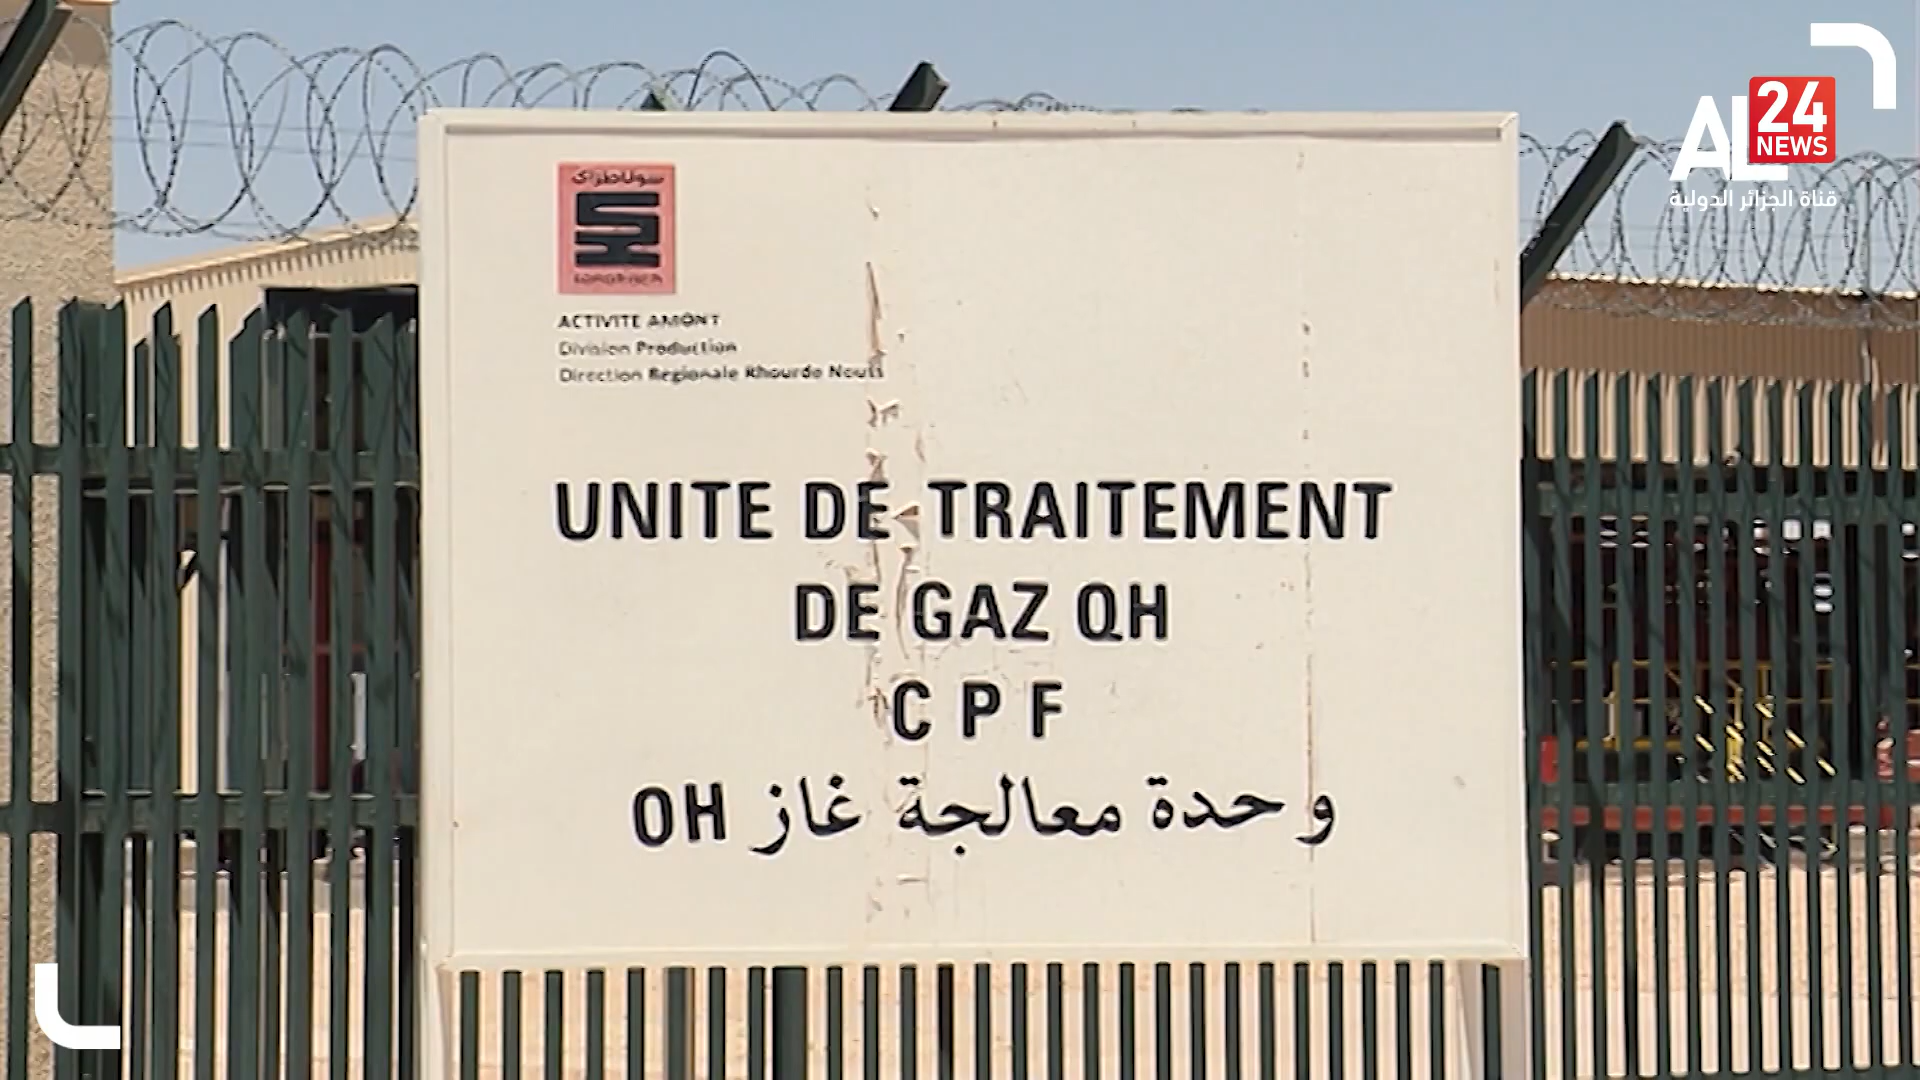 AL
24
NEWS
قناة الجزائر الدولية
سوناطراك
ACTIVITE AMONT
Division Production
Direction Regionale Rhourde Nouss
UNITE DE TRAITEMENT
DE GAZ QH
C P F
وحدة معالجة غاز QH